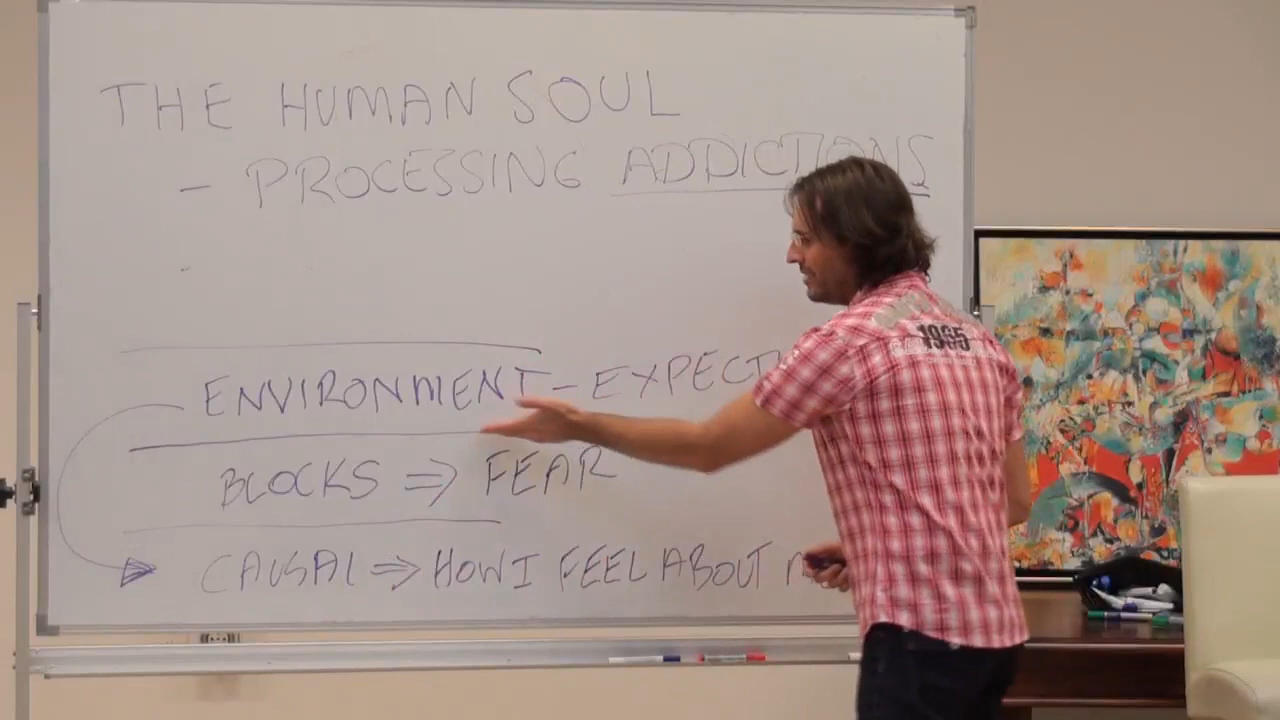 THE HUMAN SOUL
- PROCESSING ADDICTIONS
ENVIRONMENT - EXPECT
BLOCKS ⇒ FEAR
CAUSAL ⇒ HOW I FEEL ABOUT
1965